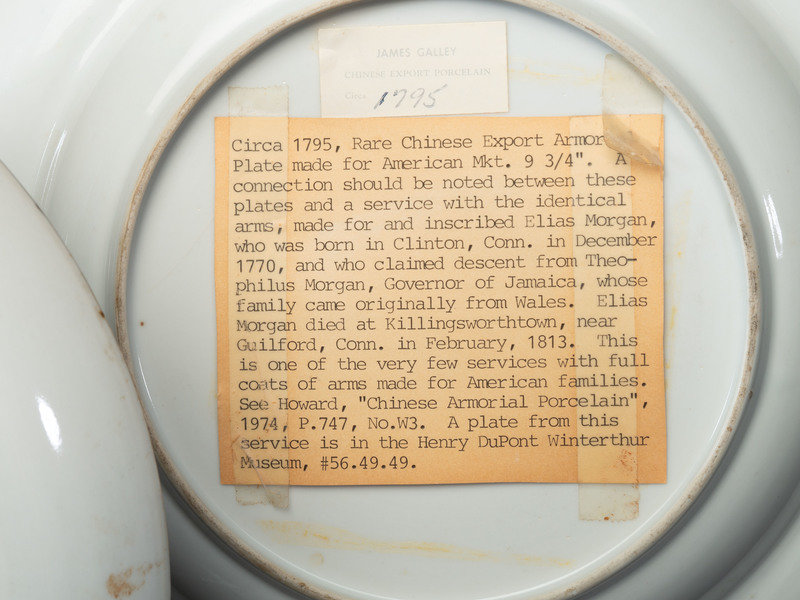 JAMES GALLEY
CHINESE EXPORT PORCELAIN
Circa 1795
Circa 1795, Rare Chinese Export Armor
Plate made for American Mkt. 9 3/4". A
connection should be noted between these
plates and a service with the identical
arms, made for and inscribed Elias Morgan,
who was born in Clinton, Conn. in December
1770, and who claimed descent from Theo-
philus Morgan, Governor of Jamaica, whose
family came originally from Wales. Elias
Morgan died at Killingsworthtown, near
Guilford, Conn. in February, 1813. This
is one of the very few services with full
coats of arms made for American families.
See Howard, "Chinese Armorial Porcelain",
1974, P.747, No.W3. A plate from this
service is in the Henry DuPont Winterthur
Museum, #56.49.49.